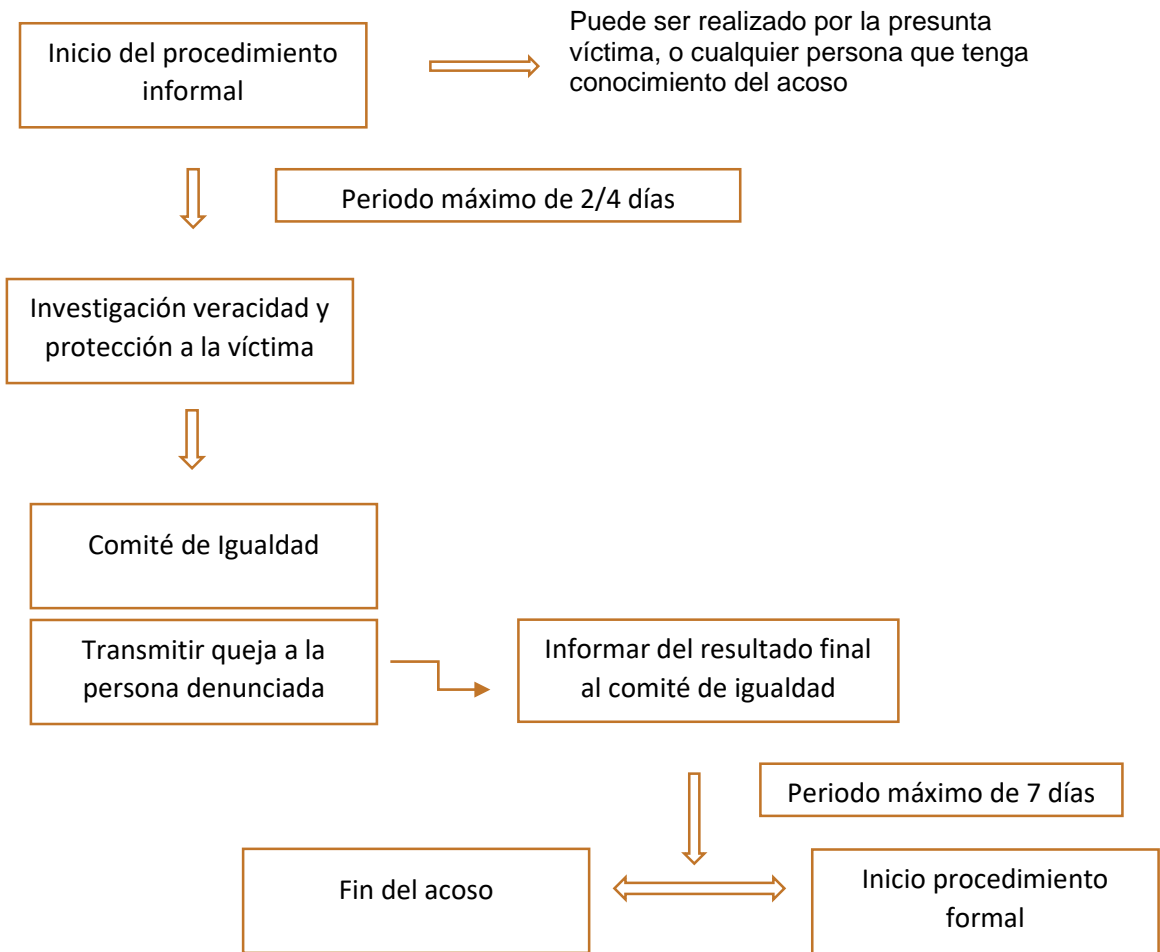 Inicio del procedimiento
informal
Puede ser realizado por la presunta
víctima, o cualquier persona que tenga
conocimiento del acoso
Periodo máximo de 2/4 días
Investigación veracidad y
protección a la víctima
Comité de Igualdad
Transmitir queja a la
persona denunciada
Informar del resultado final
al comité de igualdad
Periodo máximo de 7 días
Fin del acoso
Inicio procedimiento
formal